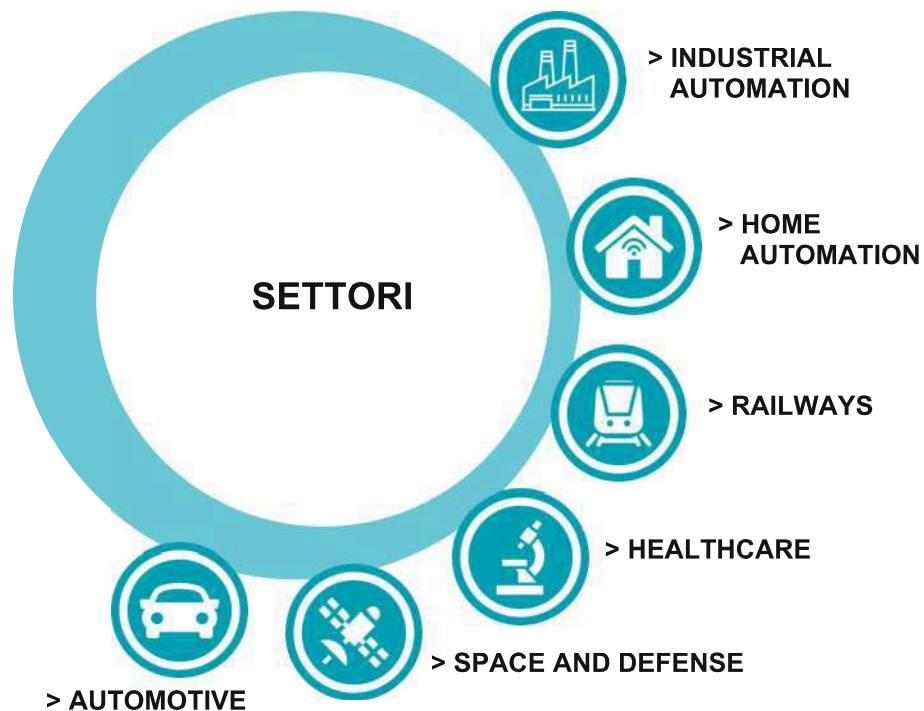 > INDUSTRIAL
AUTOMATION
> HOME
AUTOMATION
SETTORI
> RAILWAYS
> HEALTHCARE
> SPACE AND DEFENSE
> AUTOMOTIVE